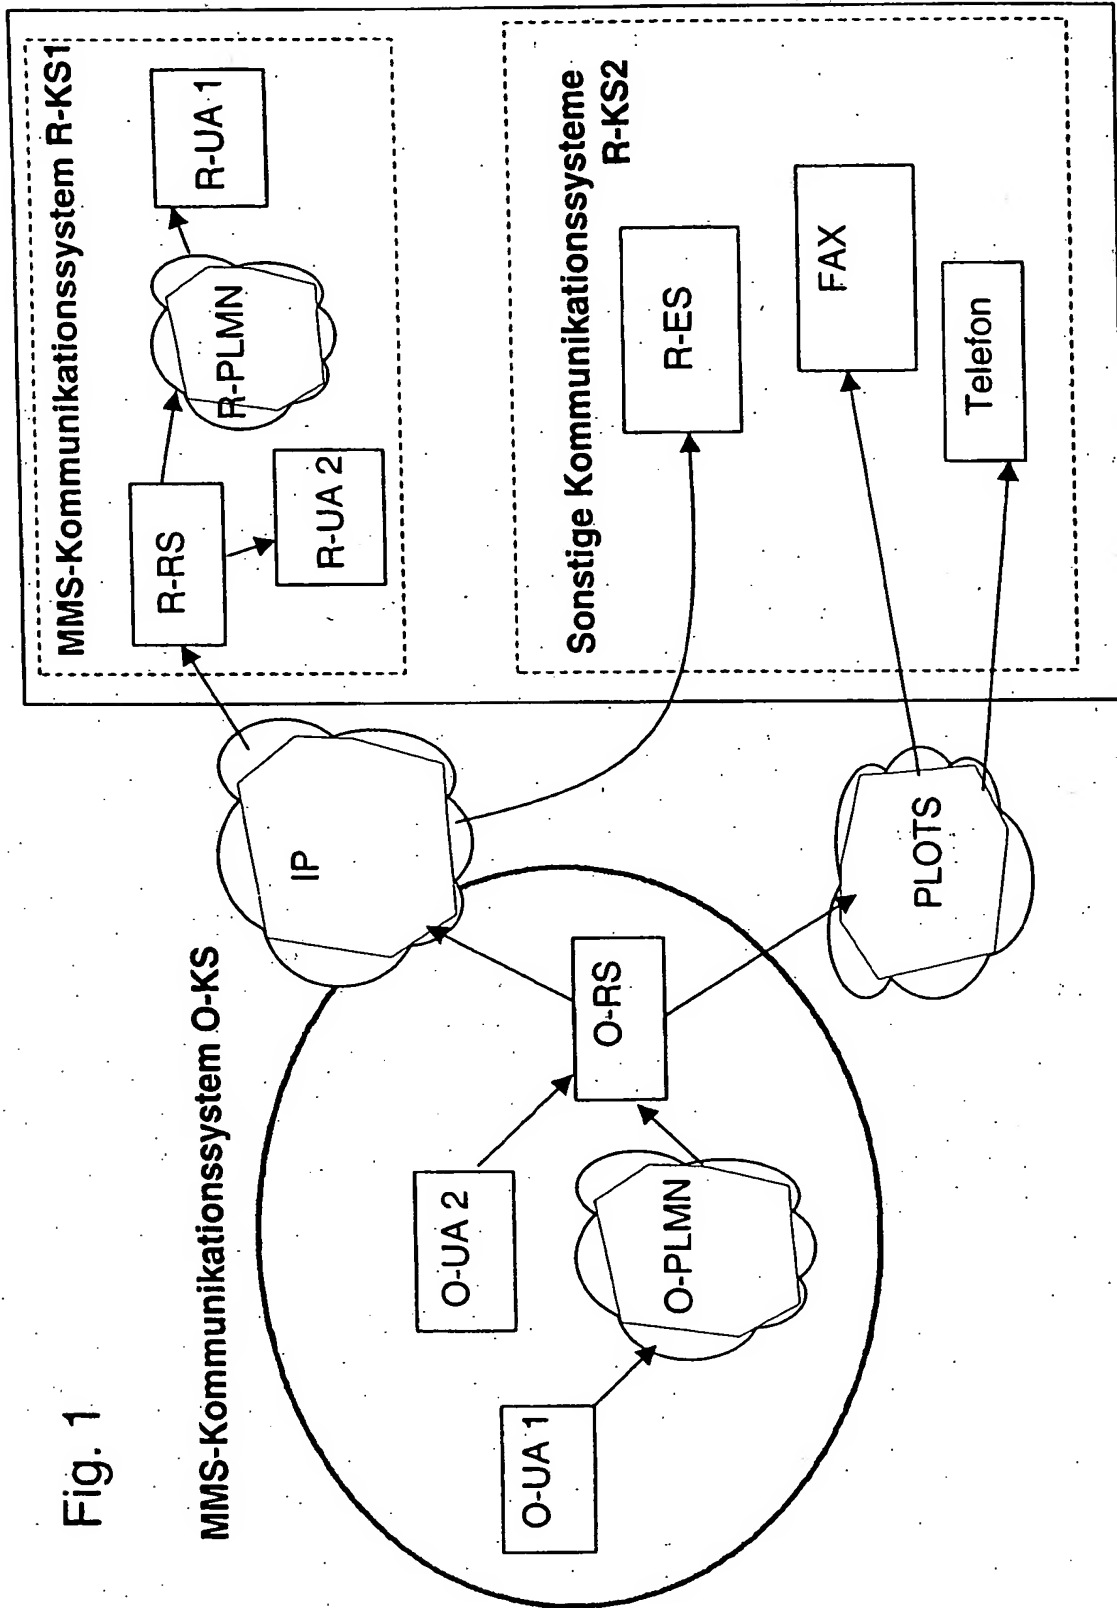 Fig. 1
MMS-Kommunikationssystem O-KS
O-UA 1
O-UA 2
O-PLMN
O-RS
IP
PLOTS
MMS-Kommunikationssystem R-KS1
R-RS
R-UA 2
R-PLMN
R-UA 1
Sonstige Kommunikationssysteme
R-KS2
R-ES
FAX
Telefon